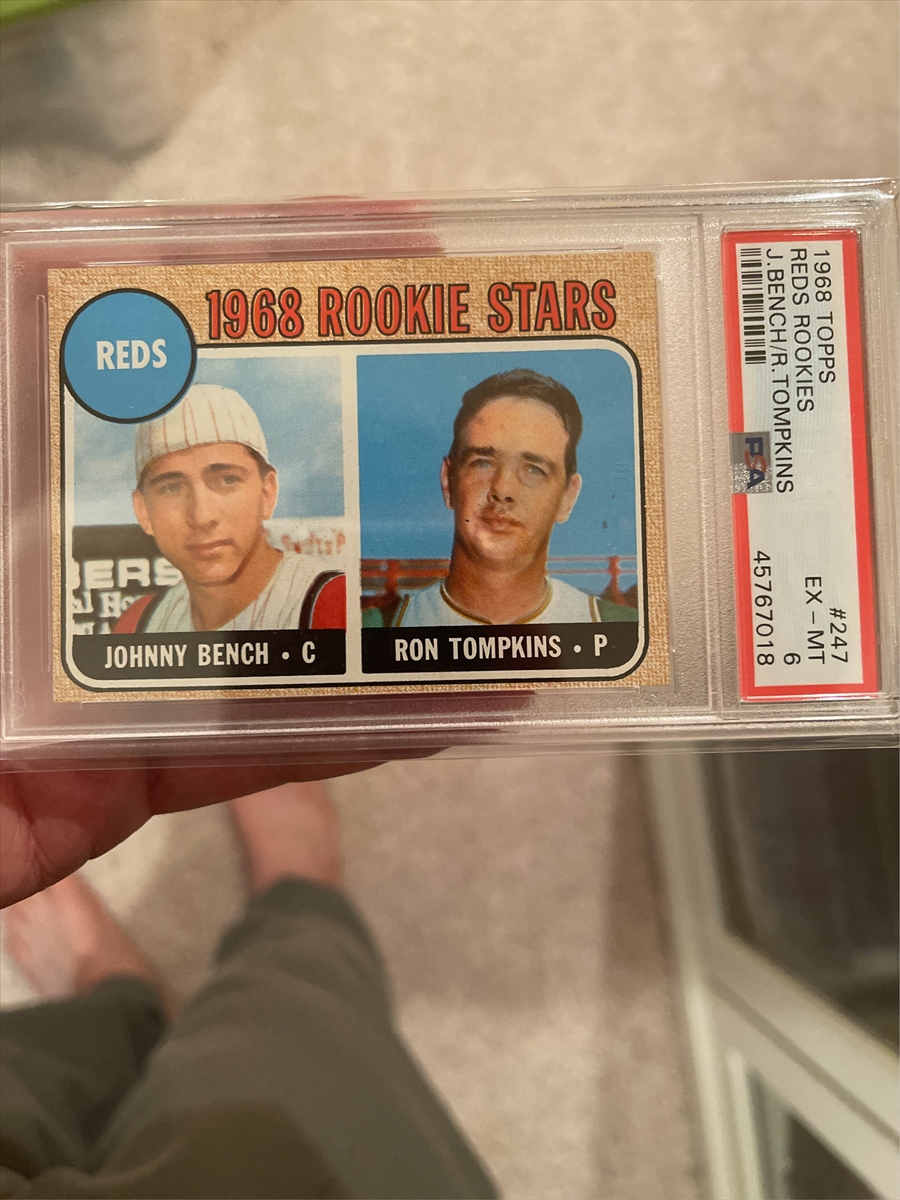 1968 ROOKIE STARS
REDS
ERS
JOHNNY BENCH • C
RON TOMPKINS • P
1968 TOPPS
REDS ROOKIES
J.BENCH/R.TOMPKINS
#247
EX - MT
6
45767018
PSA